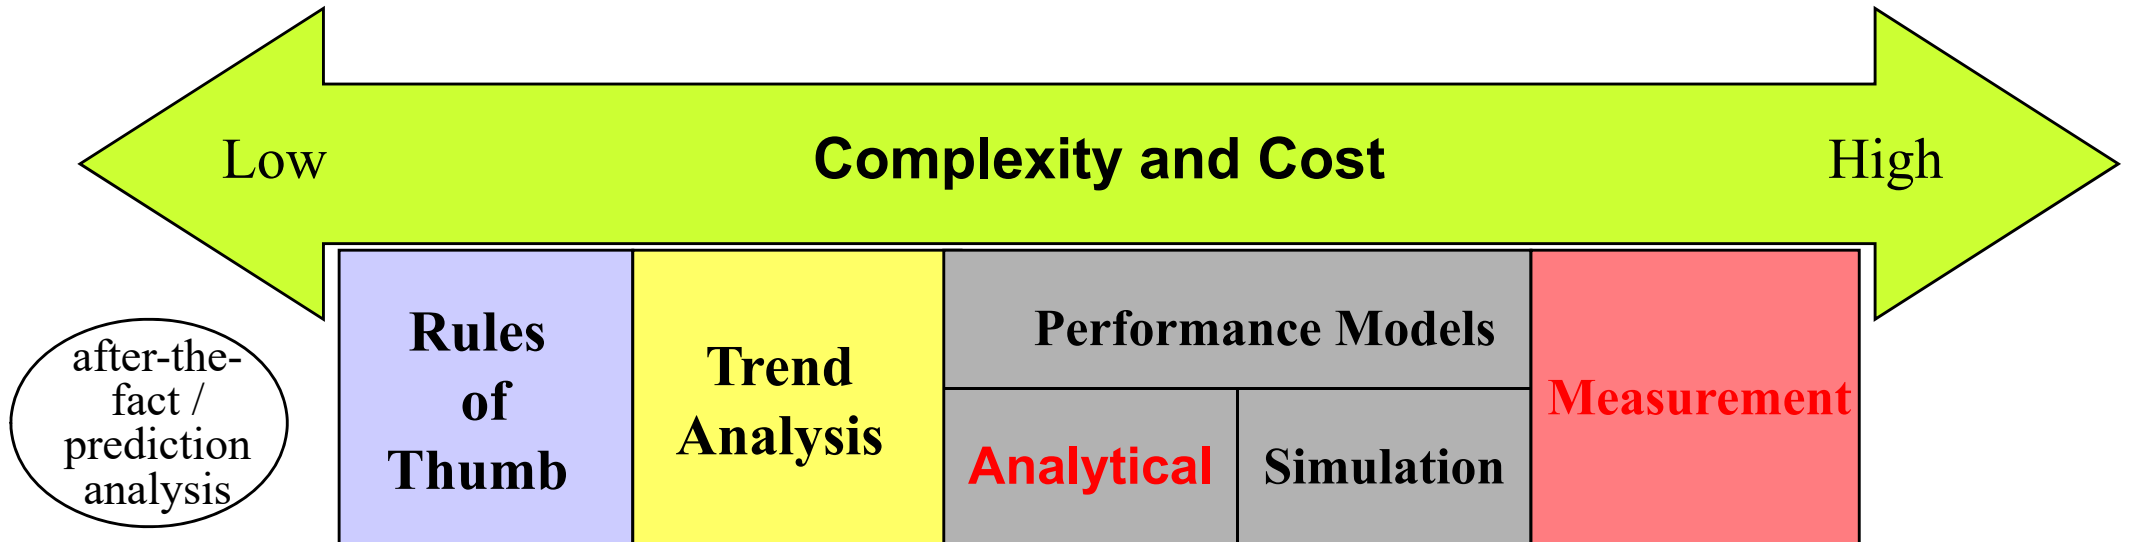 Low
Complexity and Cost
High
after-the-
fact /
prediction
analysis
Rules
of
Thumb
Trend
Analysis
Performance Models
Analytical
Simulation
Measurement